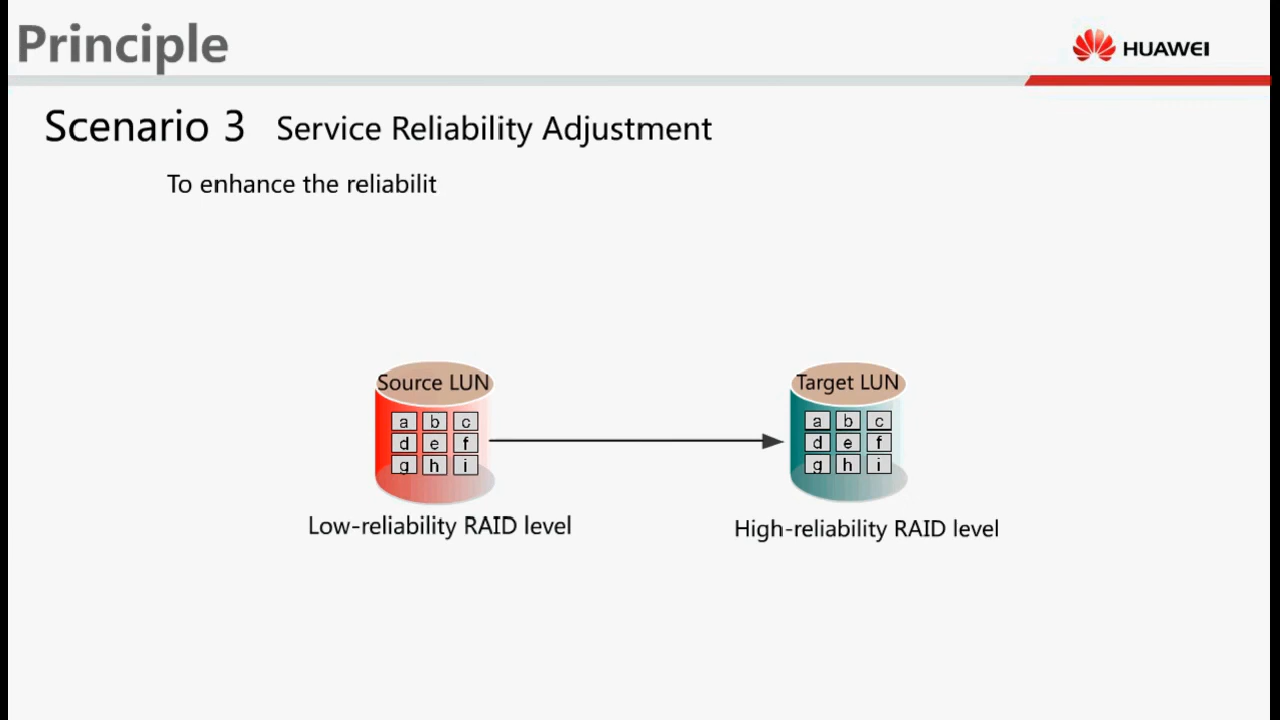 Principle
HUAWEI
Scenario 3 Service Reliability Adjustment
To enhance the reliabilit
Source LUN
a b c
d e f
g h i
Target LUN
a b c
d e f
g h i
Low-reliability RAID level
High-reliability RAID level